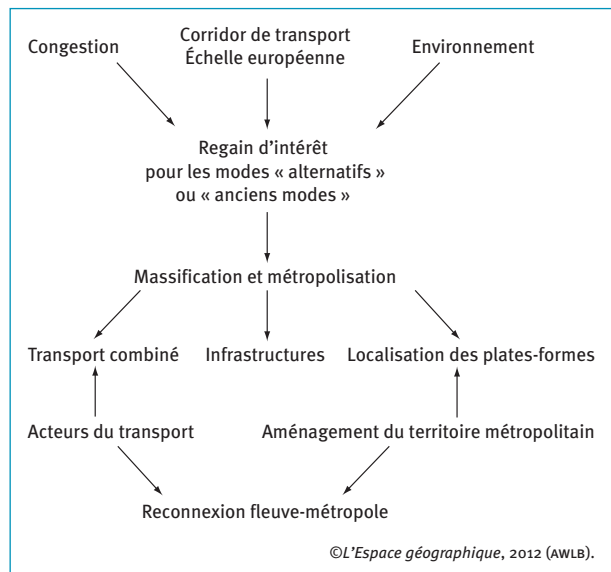 Congestion
Corridor de transport
Échelle européenne
Environnement
Regain d'intérêt
pour les modes « alternatifs »
ou « anciens modes »
Massification et métropolisation
Transport combiné
Infrastructures
Localisation des plates-formes
Acteurs du transport
Aménagement du territoire métropolitain
Reconnexion fleuve-métropole
©L'Espace géographique, 2012 (AWLB).